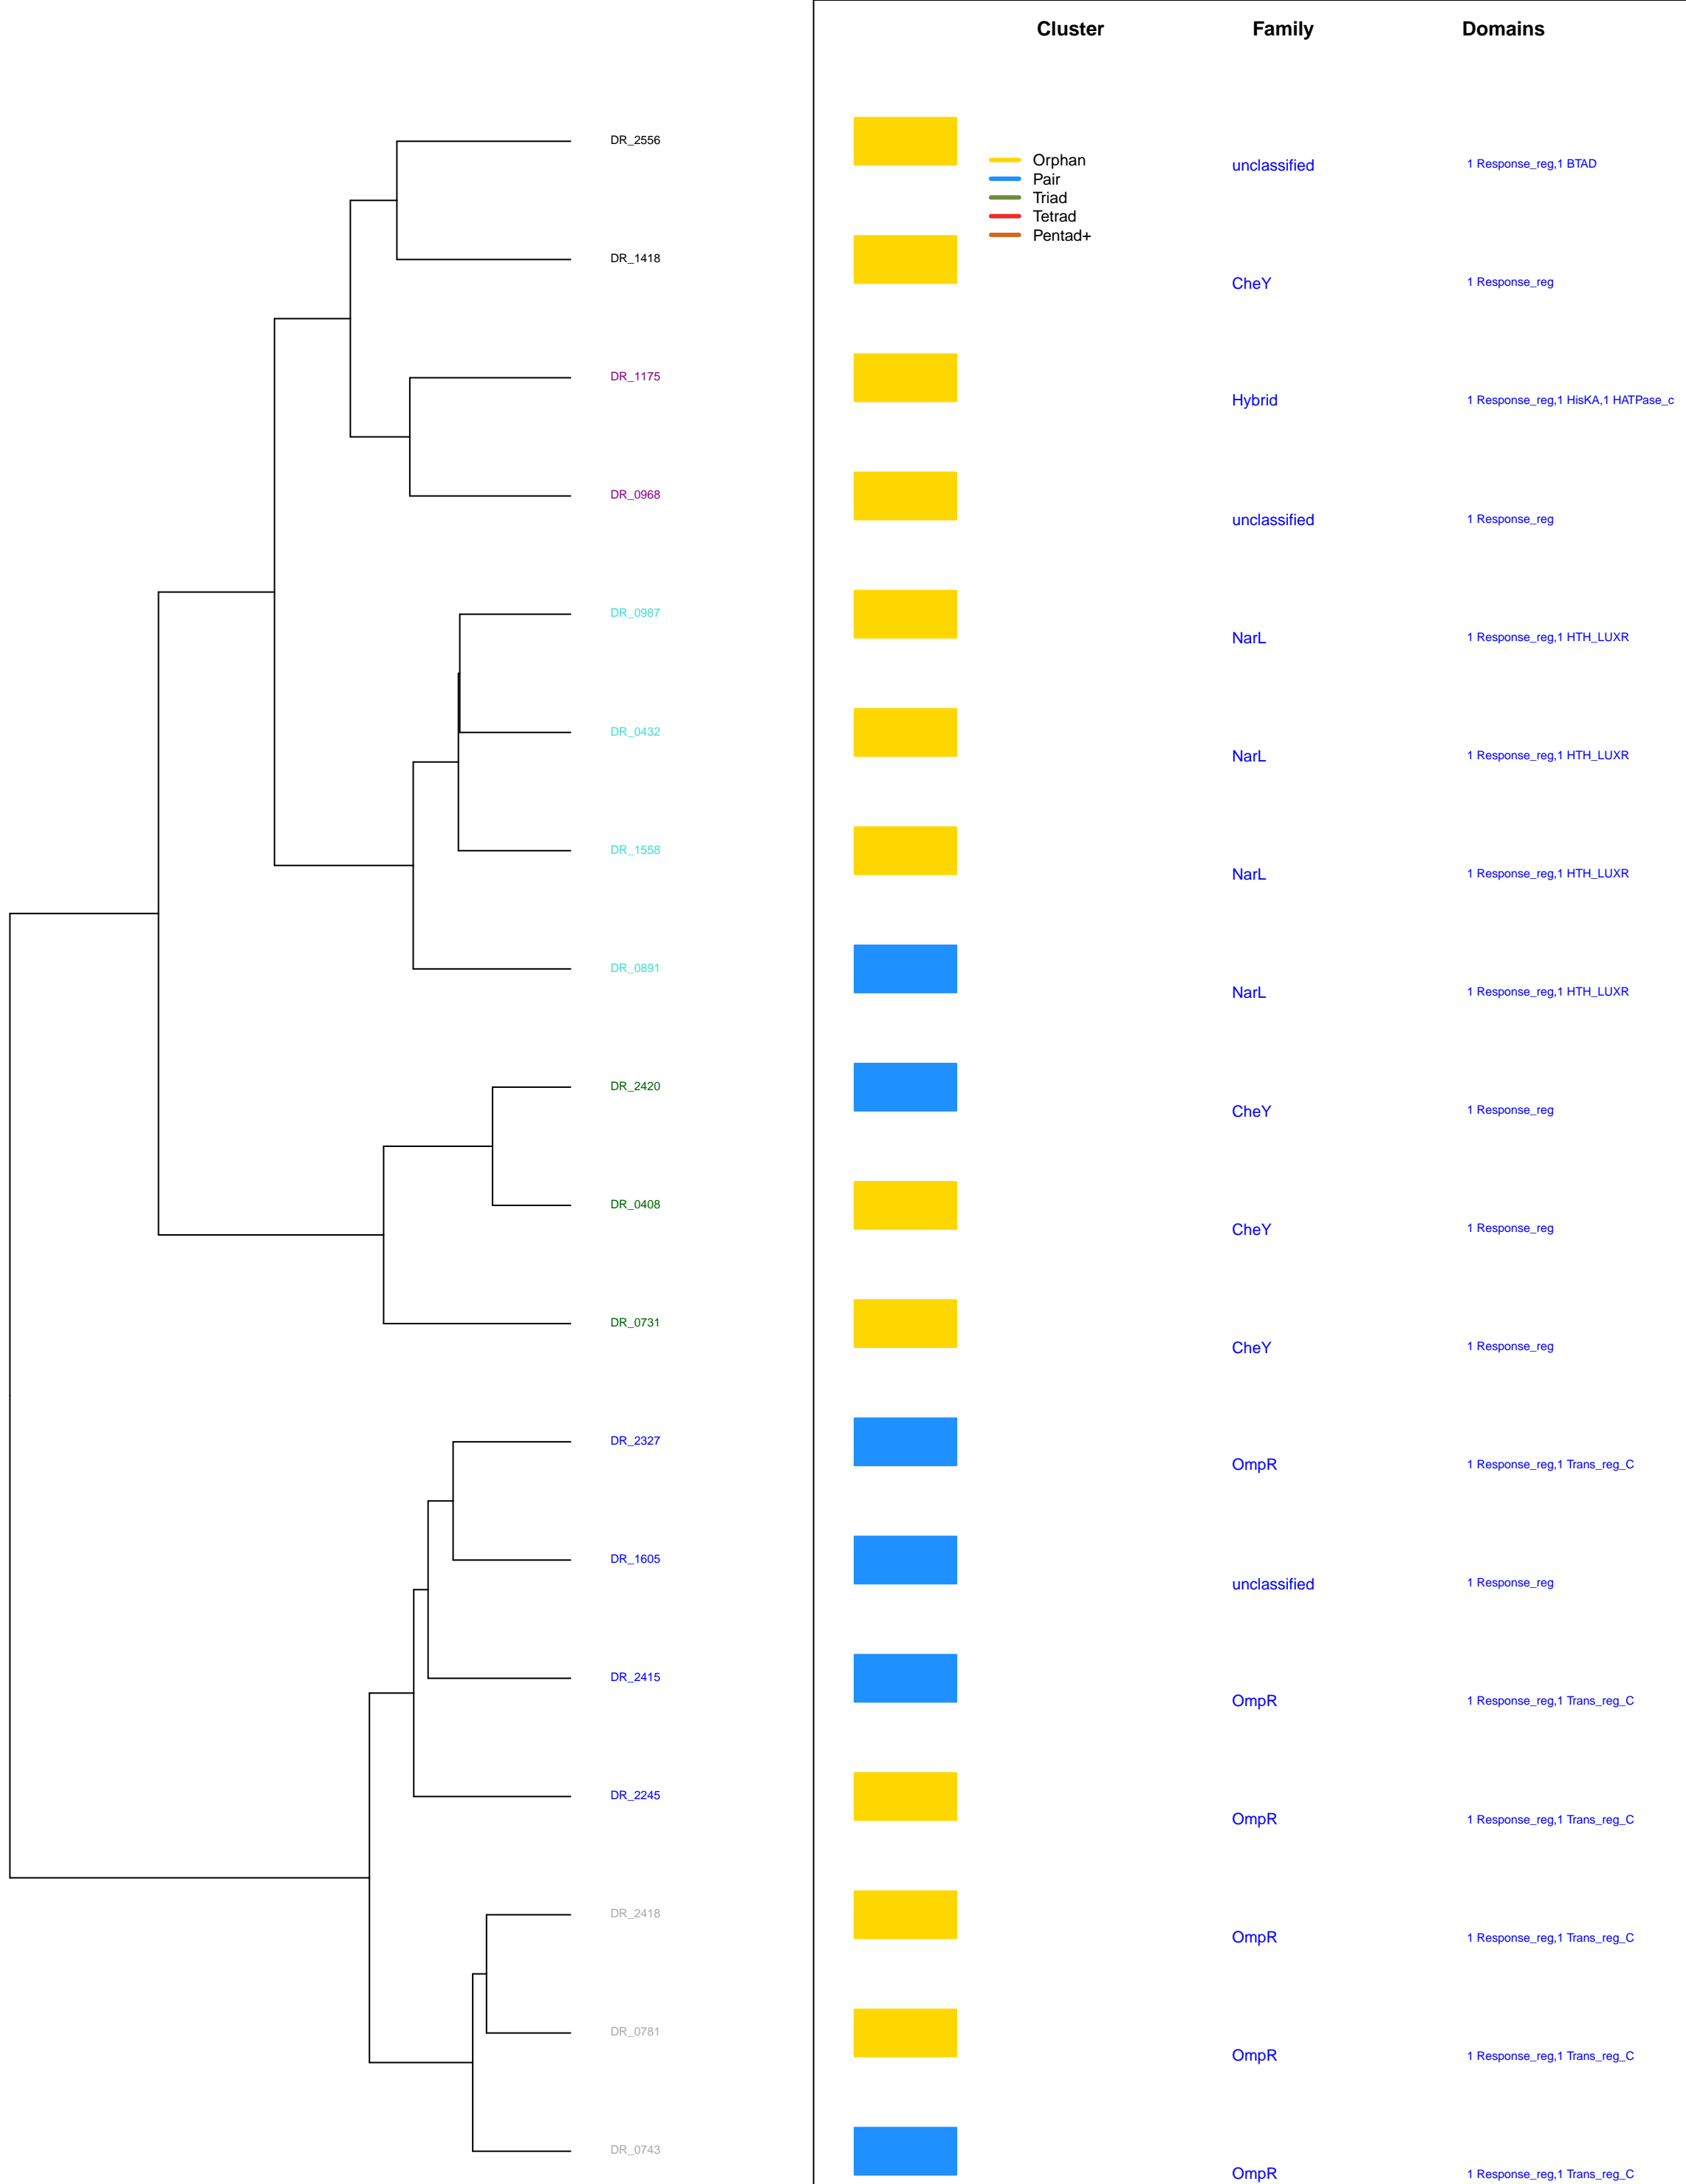 Cluster Family Domains
DR_2556
Orphan
Pair
Triad
Tetrad
Pentad+
unclassified 1 Response_reg,1 BTAD
DR_1418
CheY 1 Response_reg
DR_1175
Hybrid 1 Response_reg,1 HisKA,1 HATPase_c
DR_0968
unclassified 1 Response_reg
DR_0987
NarL 1 Response_reg,1 HTH_LUXR
DR_0432
NarL 1 Response_reg,1 HTH_LUXR
DR_1558
NarL 1 Response_reg,1 HTH_LUXR
DR_0891
NarL 1 Response_reg,1 HTH_LUXR
DR_2420
CheY 1 Response_reg
DR_0408
CheY 1 Response_reg
DR_0731
CheY 1 Response_reg
DR_2327
OmpR 1 Response_reg,1 Trans_reg_C
DR_1605
unclassified 1 Response_reg
DR_2415
OmpR 1 Response_reg,1 Trans_reg_C
DR_2245
OmpR 1 Response_reg,1 Trans_reg_C
DR_2418
OmpR 1 Response_reg,1 Trans_reg_C
DR_0781
OmpR 1 Response_reg,1 Trans_reg_C
DR_0743
OmpR 1 Response_reg,1 Trans_reg_C